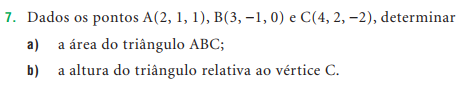 7. Dados os pontos A(2, 1, 1), B(3, −1, 0) e C(4, 2, −2), determinar
a) a área do triângulo ABC;
b) a altura do triângulo relativa ao vértice C.